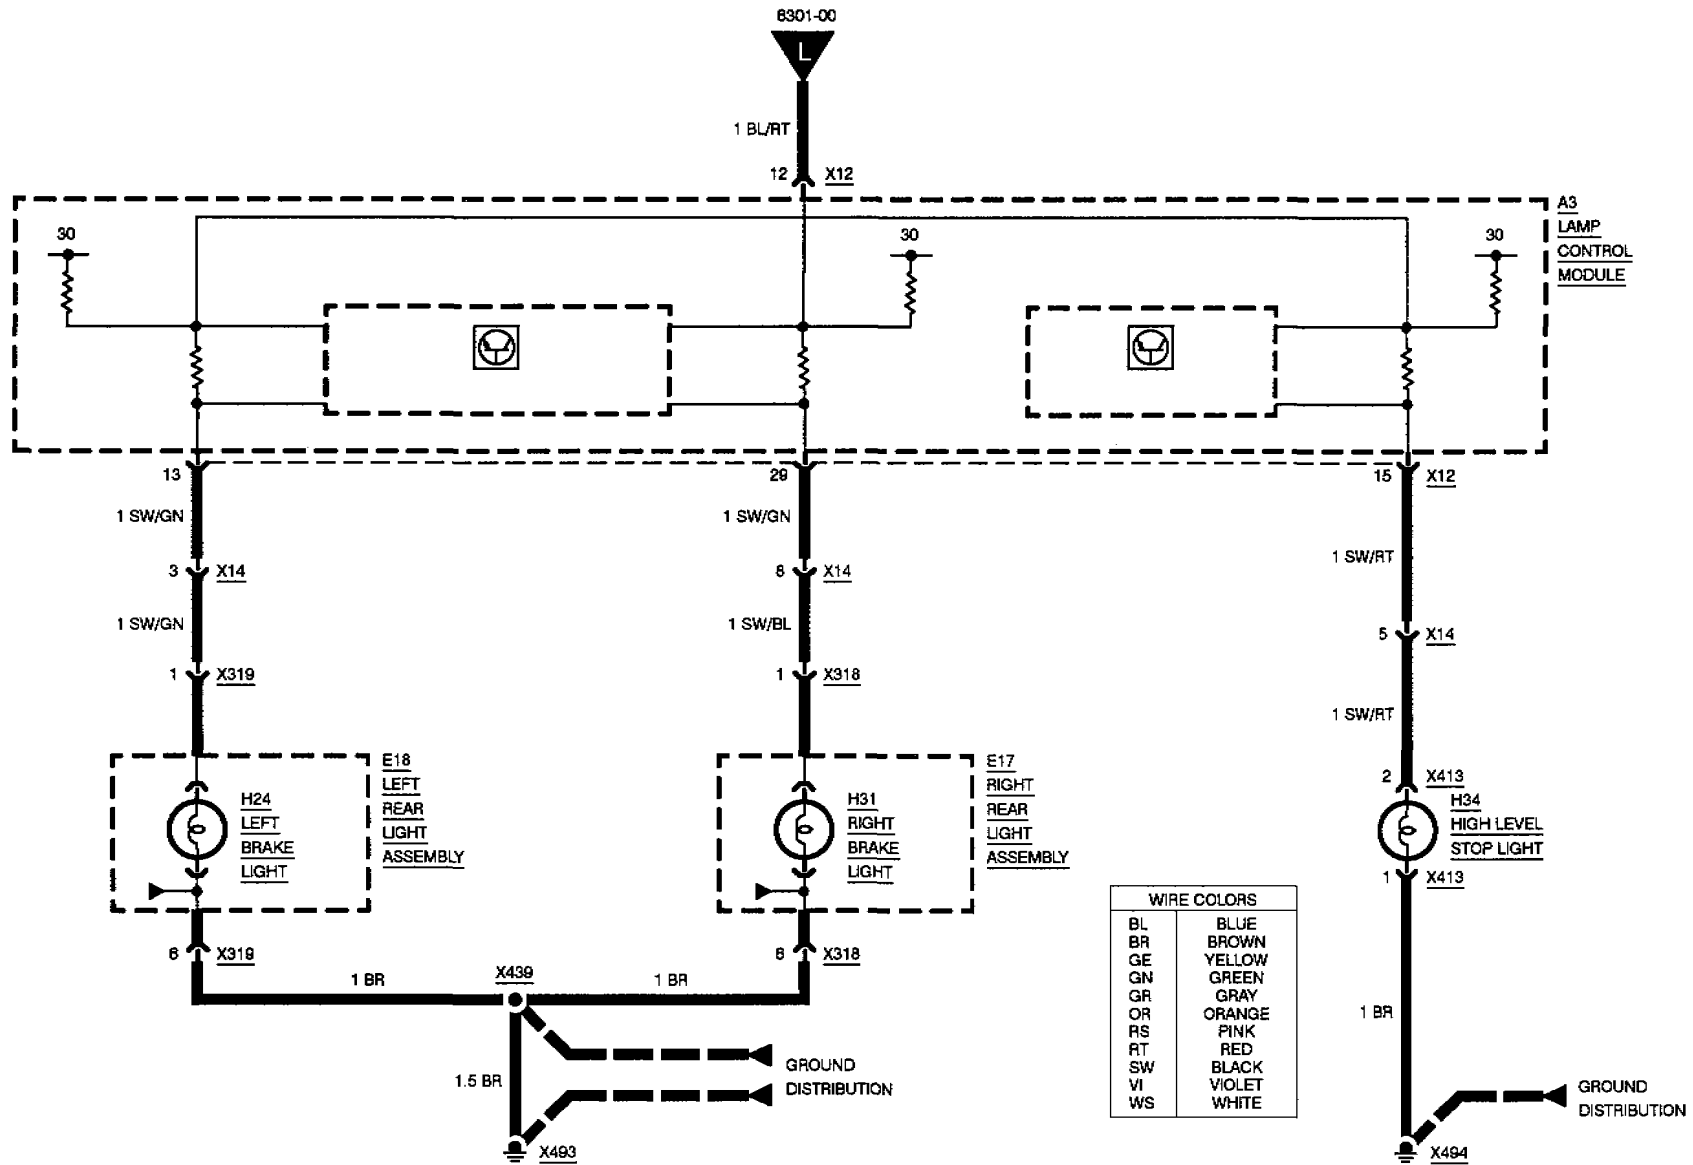 6301-00
L
1 BL/RT
12 X12
A3
LAMP
CONTROL
MODULE
30
30
30
13
29
15 X12
1 SW/GN
1 SW/GN
1 SW/RT
3 X14
8 X14
5 X14
1 SW/GN
1 SW/BL
1 SW/RT
1 X319
1 X318
2 X413
E18
LEFT
REAR
LIGHT
ASSEMBLY
H24
LEFT
BRAKE
LIGHT
E17
RIGHT
REAR
LIGHT
ASSEMBLY
H31
RIGHT
BRAKE
LIGHT
H34
HIGH LEVEL
STOP LIGHT
1 X413
6 X319
6 X318
1 BR
X439
1 BR
1.5 BR
GROUND
DISTRIBUTION
X493
WIRE COLORS
BL BLUE
BR BROWN
GE YELLOW
GN GREEN
GR GRAY
OR ORANGE
RS PINK
RT RED
SW BLACK
VI VIOLET
WS WHITE
1 BR
GROUND
DISTRIBUTION
X494